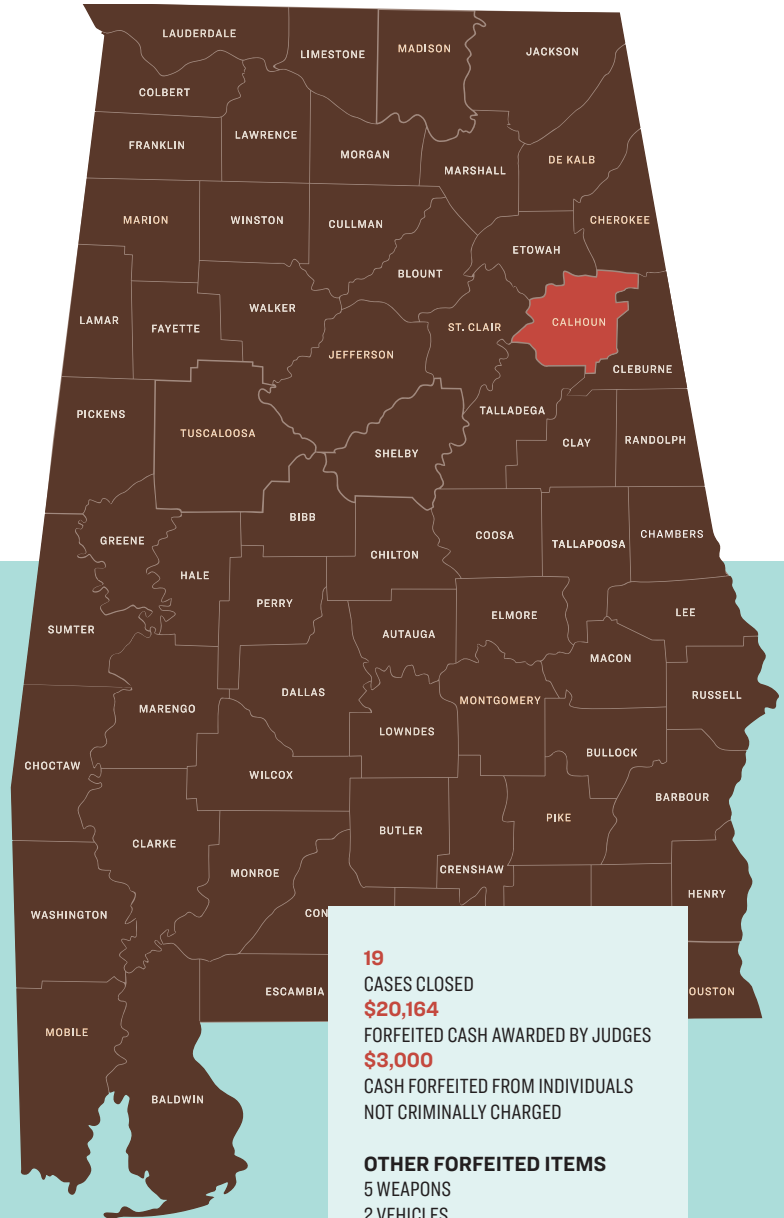 LAUDERDALE
LIMESTONE
MADISON
JACKSON
COLBERT
FRANKLIN
LAWRENCE
MORGAN
MARSHALL
DE KALB
MARION
WINSTON
CULLMAN
CHEROKEE
ETOWAH
BLOUNT
LAMAR
FAYETTE
WALKER
ST. CLAIR
CALHOUN
JEFFERSON
CLEBURNE
PICKENS
TUSCALOOSA
SHELBY
TALLADEGA
CLAY
RANDOLPH
BIBB
GREENE
HALE
CHILTON
COOSA
TALLAPOOSA
CHAMBERS
PERRY
SUMTER
AUTAUGA
ELMORE
LEE
MACON
MARENGO
DALLAS
MONTGOMERY
RUSSELL
LOWNDES
CHOCTAW
WILCOX
BULLOCK
BARBOUR
CLARKE
BUTLER
PIKE
MONROE
CRENSHAW
HENRY
WASHINGTON
CON
ESCAMBIA
OUSTON
MOBILE
BALDWIN
19
CASES CLOSED
$20,164
FORFEITED CASH AWARDED BY JUDGES
$3,000
CASH FORFEITED FROM INDIVIDUALS
NOT CRIMINALLY CHARGED
OTHER FORFEITED ITEMS
5 WEAPONS
2 VEHICLES